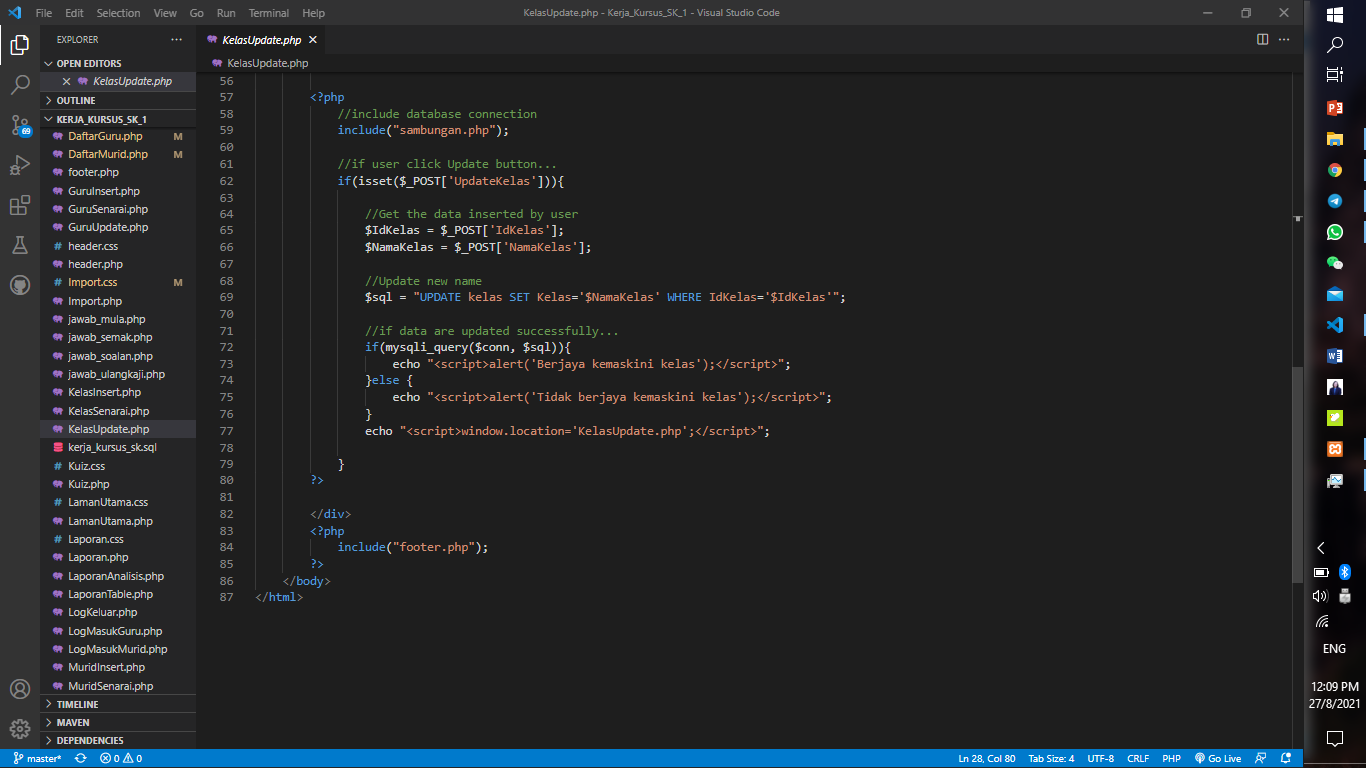 File Edit Selection View Go Run Terminal Help
KelasUpdate.php - Kerja_Kursus_SK_1 - Visual Studio Code
EXPLORER
OPEN EDITORS
KelasUpdate.php
OUTLINE
KERJA_KURSUS_SK_1
DaftarGuru.php M
DaftarMurid.php M
footer.php
GuruInsert.php
GuruSenarai.php
GuruUpdate.php
header.css
header.php
Import.css M
Import.php
jawab_mula.php
jawab_semak.php
jawab_soalan.php
jawab_ulangkaji.php
KelasInsert.php
KelasSenarai.php
KelasUpdate.php
kerja_kursus_sk.sql
Kuiz.css
Kuiz.php
LamanUtama.css
LamanUtama.php
Laporan.css
Laporan.php
LaporanAnalisis.php
LaporanTable.php
LogKeluar.php
LogMasukGuru.php
LogMasukMurid.php
MuridInsert.php
MuridSenarai.php
TIMELINE
MAVEN
DEPENDENCIES
69
KelasUpdate.php
KelasUpdate.php
56
57 <?php
58 //include database connection
59 include("sambungan.php");
60
61 //if user click Update button...
62 if(isset($_POST['UpdateKelas'])){
63
64 //Get the data inserted by user
65 $IdKelas = $_POST['IdKelas'];
66 $NamaKelas = $_POST['NamaKelas'];
67
68 //Update new name
69 $sql = "UPDATE kelas SET Kelas='$NamaKelas' WHERE IdKelas='$IdKelas'";
70
71 //if data are updated successfully...
72 if(mysqli_query($conn, $sql)){
73 echo "<script>alert('Berjaya kemaskini kelas');</script>";
74 }else {
75 echo "<script>alert('Tidak berjaya kemaskini kelas');</script>";
76 }
77 echo "<script>window.location='KelasUpdate.php';</script>";
78
79 }
80 ?>
81
82 </div>
83 <?php
84 include("footer.php");
85 ?>
86 </body>
87 </html>
master* 0 0
Ln 28, Col 80 Tab Size: 4 UTF-8 CRLF PHP Go Live
ENG
12:09 PM
27/8/2021